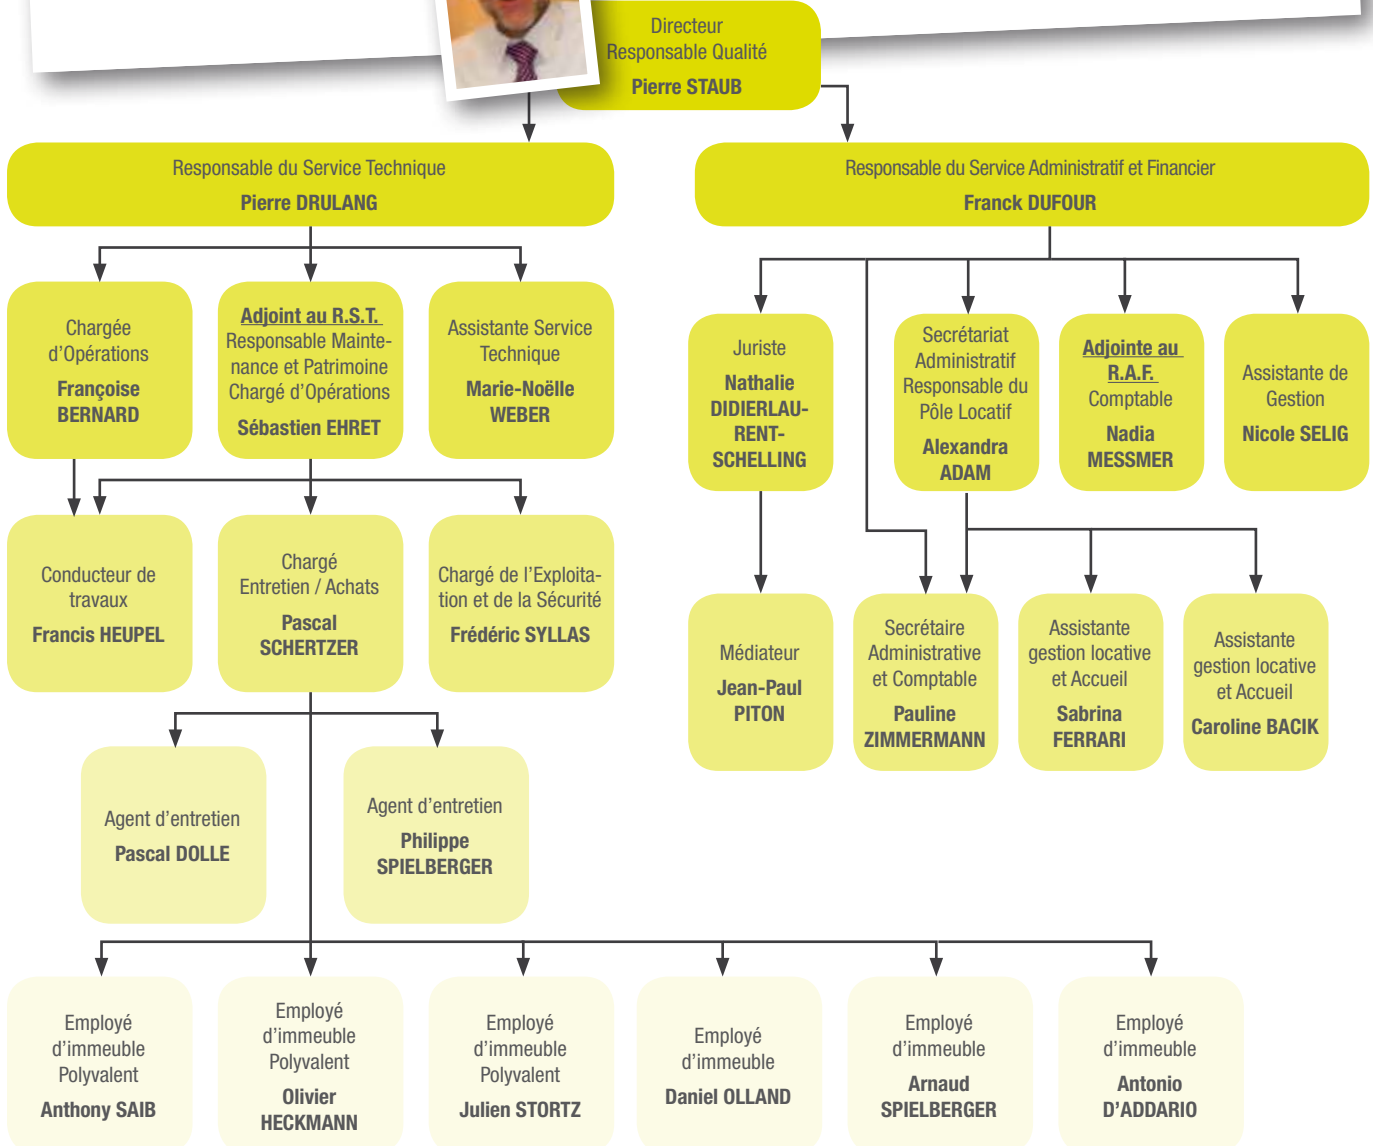 Directeur
Responsable Qualité
Pierre STAUB
Responsable du Service Technique
Pierre DRULANG
Responsable du Service Administratif et Financier
Franck DUFOUR
Chargée
d'Opérations
Françoise
BERNARD
Adjoint au R.S.T.
Responsable Mainte-
nance et Patrimoine
Chargé d'Opérations
Sébastien EHRET
Assistante Service
Technique
Marie-Noëlle
WEBER
Juriste
Nathalie
DIDIERLAU-
RENT-
SCHELLING
Secrétariat
Administratif
Responsable du
Pôle Locatif
Alexandra
ADAM
Adjointe au
R.A.F.
Comptable
Nadia
MESSMER
Assistante de
Gestion
Nicole SELIG
Conducteur de
travaux
Francis HEUPEL
Chargé
Entretien / Achats
Pascal
SCHERTZER
Chargé de l'Exploita-
tion et de la Sécurité
Frédéric SYLLAS
Médiateur
Jean-Paul
PITON
Secrétaire
Administrative
et Comptable
Pauline
ZIMMERMANN
Assistante
gestion locative
et Accueil
Sabrina
FERRARI
Assistante
gestion locative
et Accueil
Caroline BACIK
Agent d'entretien
Pascal DOLLE
Agent d'entretien
Philippe
SPIELBERGER
Employé
d'immeuble
Polyvalent
Anthony SAIB
Employé
d'immeuble
Polyvalent
Olivier
HECKMANN
Employé
d'immeuble
Polyvalent
Julien STORTZ
Employé
d'immeuble
Daniel OLLAND
Employé
d'immeuble
Arnaud
SPIELBERGER
Employé
d'immeuble
Antonio
D'ADDARIO